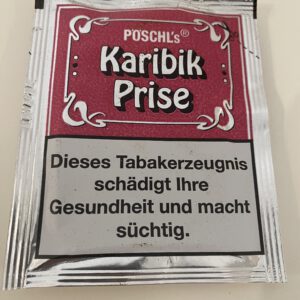 PÖSCHL's®
Karibik
Prise
Dieses Tabakerzeugnis
schädigt Ihre
Gesundheit und macht
süchtig.